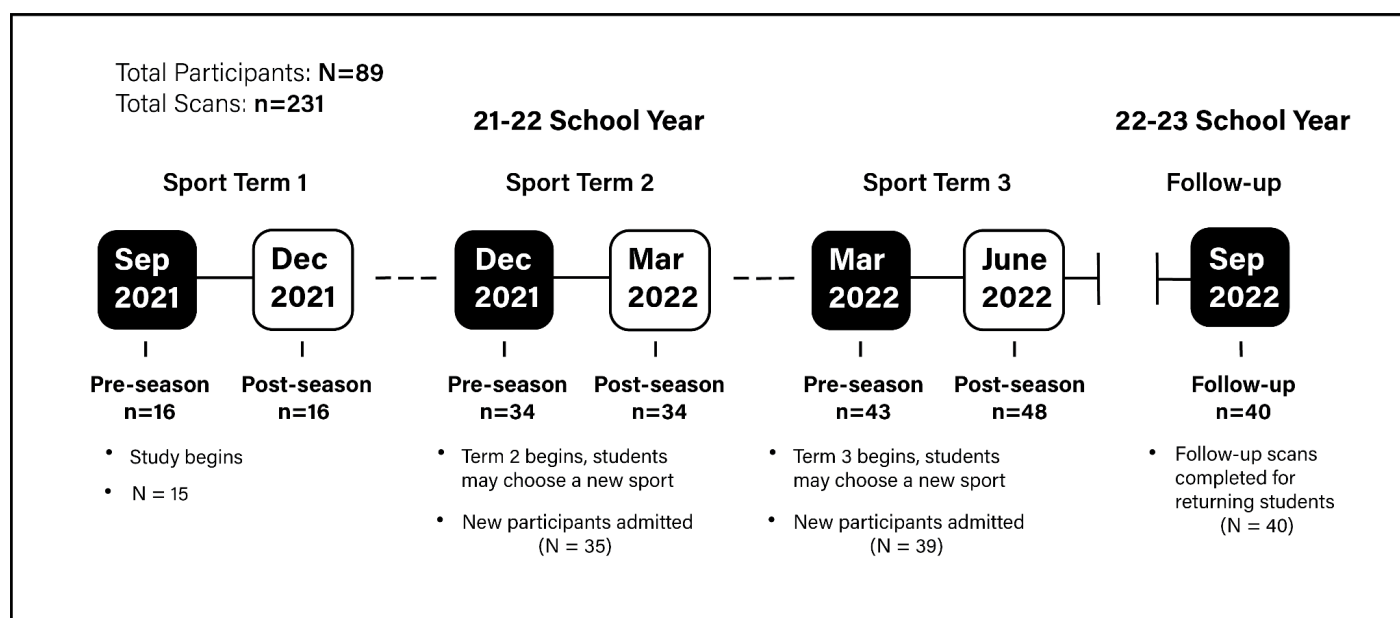 Total Participants: N=89
Total Scans: n=231
21-22 School Year
22-23 School Year
Sport Term 1
Sport Term 2
Sport Term 3
Follow-up
Sep
2021
Dec
2021
Dec
2021
Mar
2022
Mar
2022
June
2022
Sep
2022
Pre-season
n=16
Post-season
n=16
Pre-season
n=34
Post-season
n=34
Pre-season
n=43
Post-season
n=48
Follow-up
n=40
• Study begins
• N = 15
• Term 2 begins, students
may choose a new sport
• New participants admitted
(N = 35)
• Term 3 begins, students
may choose a new sport
• New participants admitted
(N = 39)
• Follow-up scans
completed for
returning students
(N = 40)